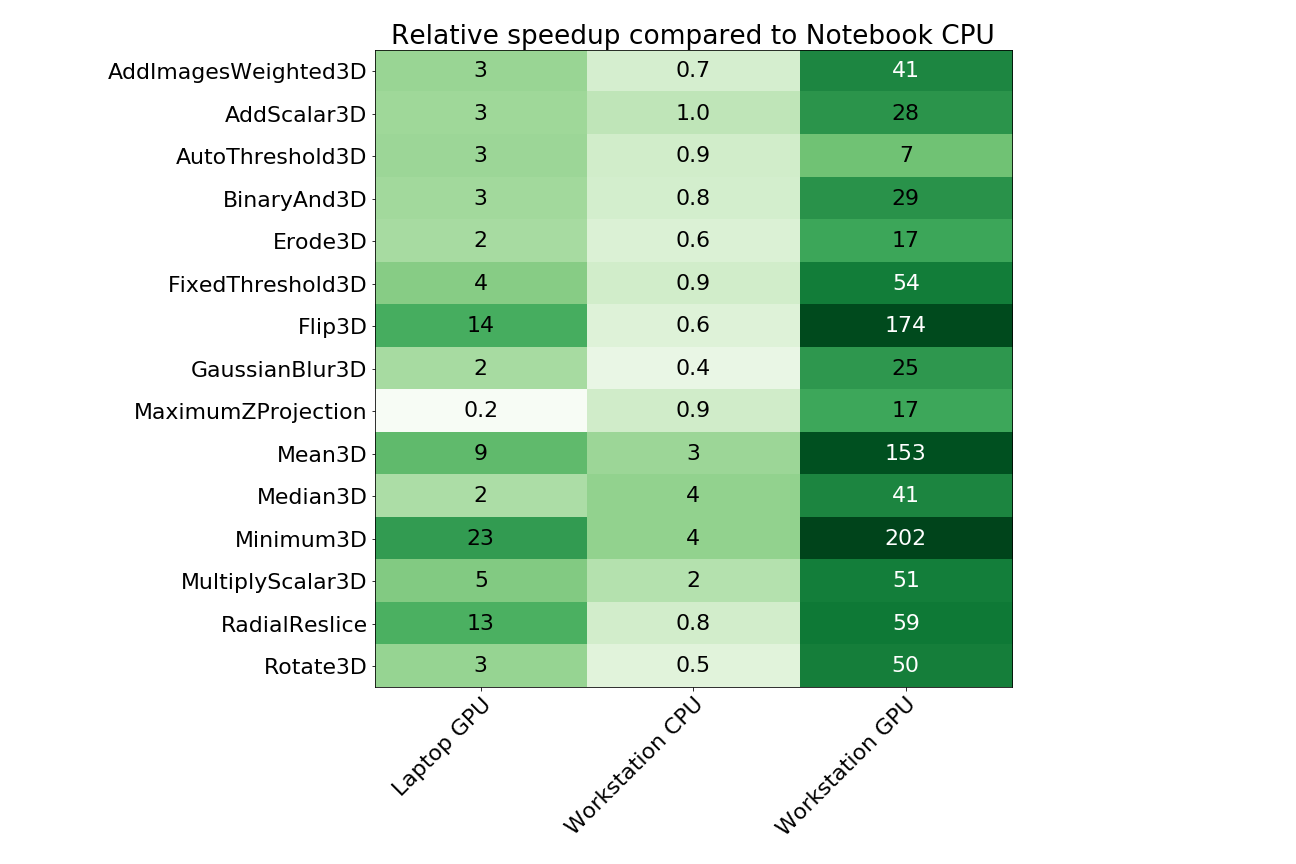 Relative speedup compared to Notebook CPU
AddImagesWeighted3D 3 0.7 41
AddScalar3D 3 1.0 28
AutoThreshold3D 3 0.9 7
BinaryAnd3D 3 0.8 29
Erode3D 2 0.6 17
FixedThreshold3D 4 0.9 54
Flip3D 14 0.6 174
GaussianBlur3D 2 0.4 25
MaximumZProjection 0.2 0.9 17
Mean3D 9 3 153
Median3D 2 4 41
Minimum3D 23 4 202
MultiplyScalar3D 5 2 51
RadialReslice 13 0.8 59
Rotate3D 3 0.5 50
Laptop GPU
Workstation CPU
Workstation GPU